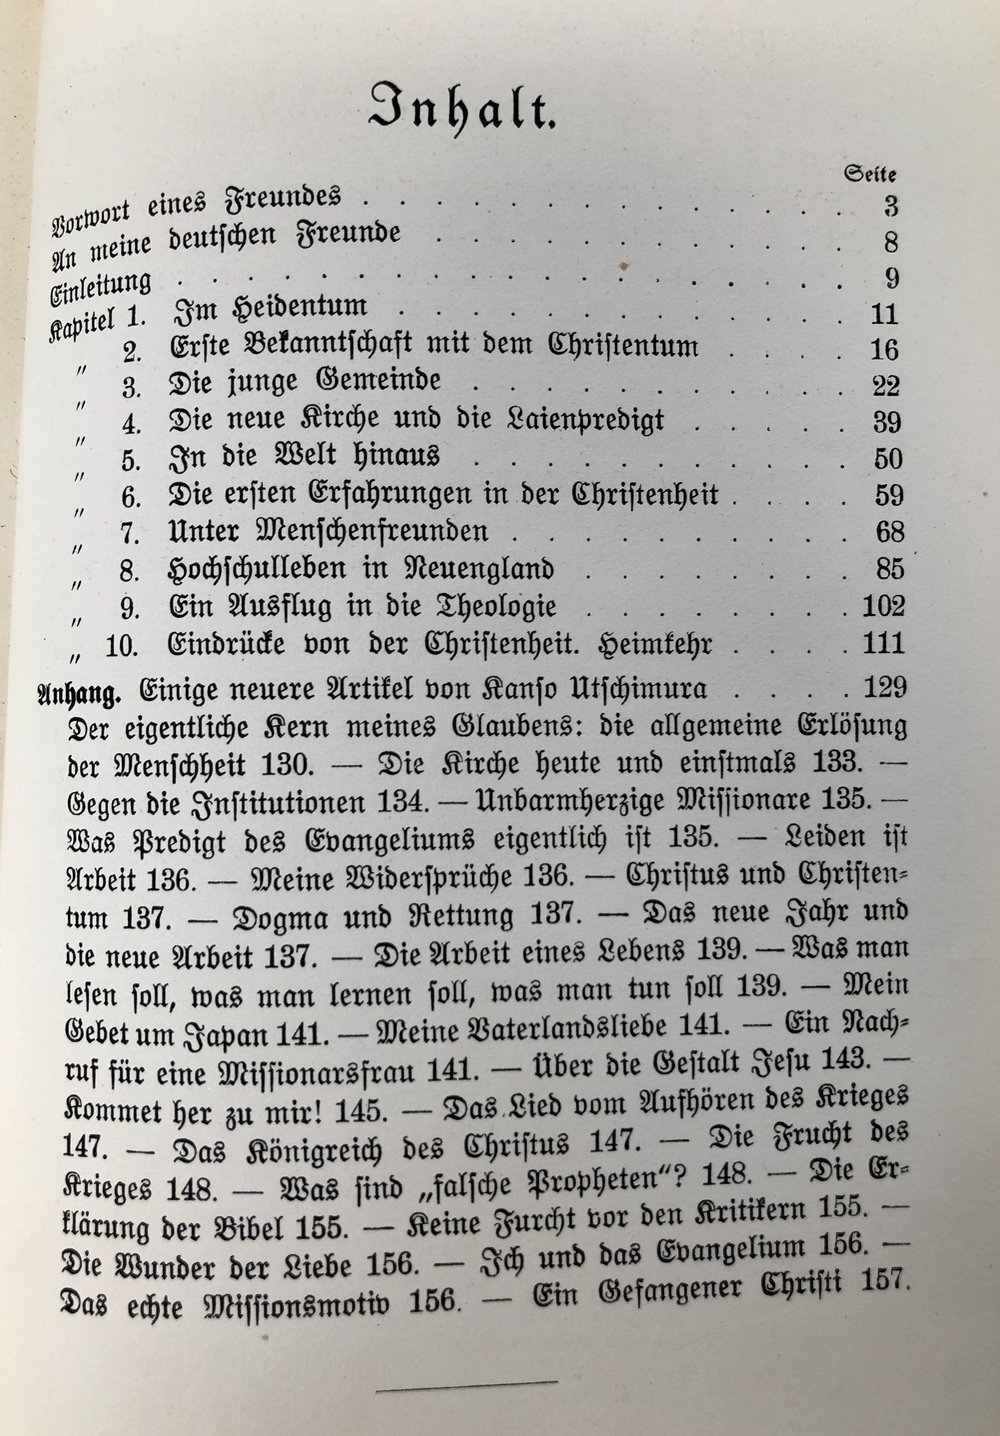 Inhalt.
Seite
Vorwort eines Freundes . . . . . . . . . . . . . . 3
An meine deutschen Freunde . . . . . . . . . . . . 8
Einleitung . . . . . . . . . . . . . . . . . . . 9
Kapitel 1. Im Heidentum . . . . . . . . . . . . . 11
„ 2. Erste Bekanntschaft mit dem Christentum . . . . 16
„ 3. Die junge Gemeinde . . . . . . . . . . . 22
„ 4. Die neue Kirche und die Laienpredigt . . . . . 39
„ 5. In die Welt hinaus . . . . . . . . . . . 50
„ 6. Die ersten Erfahrungen in der Christenheit . . . . 59
„ 7. Unter Menschenfreunden . . . . . . . . . . 68
„ 8. Hochschulleben in Neuengland . . . . . . . . 85
„ 9. Ein Ausflug in die Theologie . . . . . . . . 102
„ 10. Eindrücke von der Christenheit. Heimkehr . . . . 111
Anhang. Einige neuere Artikel von Kanso Utschimura . . . . 129
Der eigentliche Kern meines Glaubens: die allgemeine Erlösung
der Menschheit 130. — Die Kirche heute und einstmals 133. —
Gegen die Institutionen 134. — Unbarmherzige Missionare 135. —
Was Predigt des Evangeliums eigentlich ist 135. — Leiden ist
Arbeit 136. — Meine Widersprüche 136. — Christus und Christen-
tum 137. — Dogma und Rettung 137. — Das neue Jahr und
die neue Arbeit 137. — Die Arbeit eines Lebens 139. — Was man
lesen soll, was man lernen soll, was man tun soll 139. — Mein
Gebet um Japan 141. — Meine Vaterlandsliebe 141. — Ein Nach-
ruf für eine Missionarsfrau 141. — Über die Gestalt Jesu 143. —
Kommet her zu mir! 145. — Das Lied vom Aufhören des Krieges
147. — Das Königreich des Christus 147. — Die Frucht des
Krieges 148. — Was sind „falsche Propheten“? 148. — Die Er-
klärung der Bibel 155. — Keine Furcht vor den Kritikern 155. —
Die Wunder der Liebe 156. — Ich und das Evangelium 156. —
Das echte Missionsmotiv 156. — Ein Gefangener Christi 157.